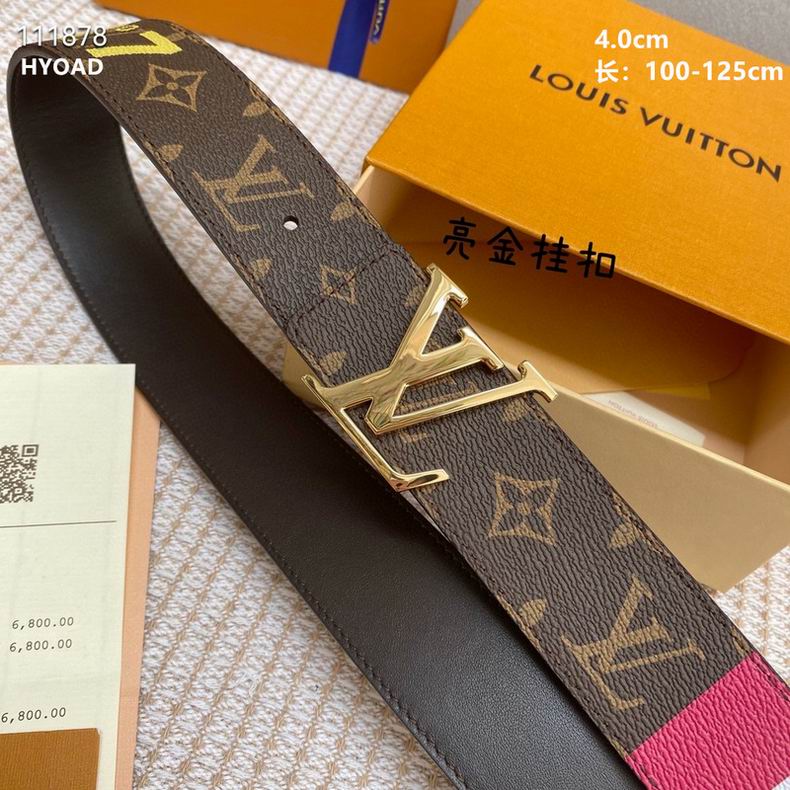 111878
HYOAD
4.0cm
长：100-125cm
LOUIS VUITTON
亮金挂扣
LV
6,800.00
6,800.00
6,800.00